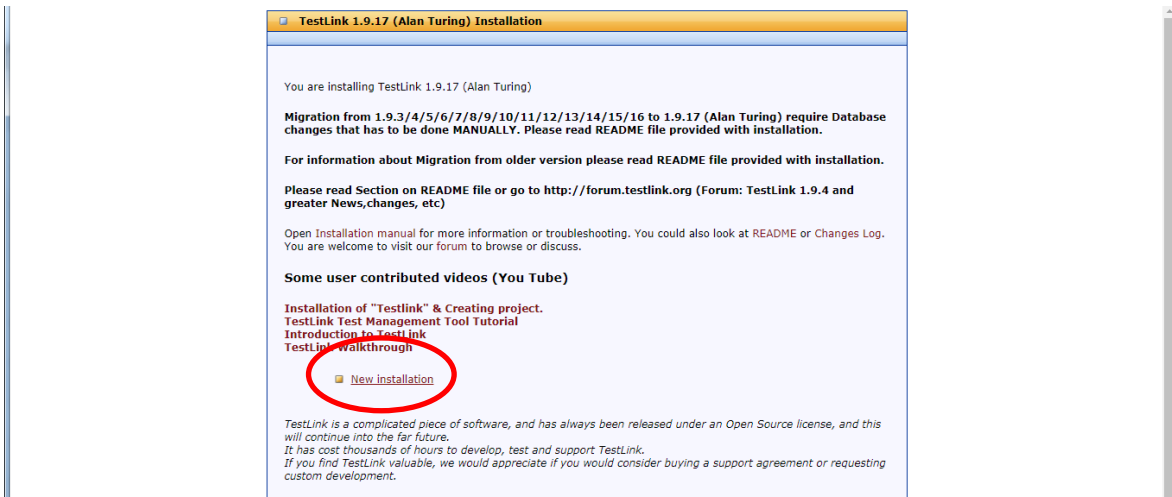 TestLink 1.9.17 (Alan Turing) Installation
You are installing TestLink 1.9.17 (Alan Turing)
Migration from 1.9.3/4/5/6/7/8/9/10/11/12/13/14/15/16 to 1.9.17 (Alan Turing) require Database
changes that has to be done MANUALLY. Please read README file provided with installation.
For information about Migration from older version please read README file provided with installation.
Please read Section on README file or go to http://forum.testlink.org (Forum: TestLink 1.9.4 and
greater News,changes, etc)
Open Installation manual for more information or troubleshooting. You could also look at README or Changes Log.
You are welcome to visit our forum to browse or discuss.
Some user contributed videos (You Tube)
Installation of "Testlink" & Creating project.
TestLink Test Management Tool Tutorial
Introduction to TestLink
TestLink Walkthrough
New installation
TestLink is a complicated piece of software, and has always been released under an Open Source license, and this
will continue into the far future.
It has cost thousands of hours to develop, test and support TestLink.
If you find TestLink valuable, we would appreciate if you would consider buying a support agreement or requesting
custom development.